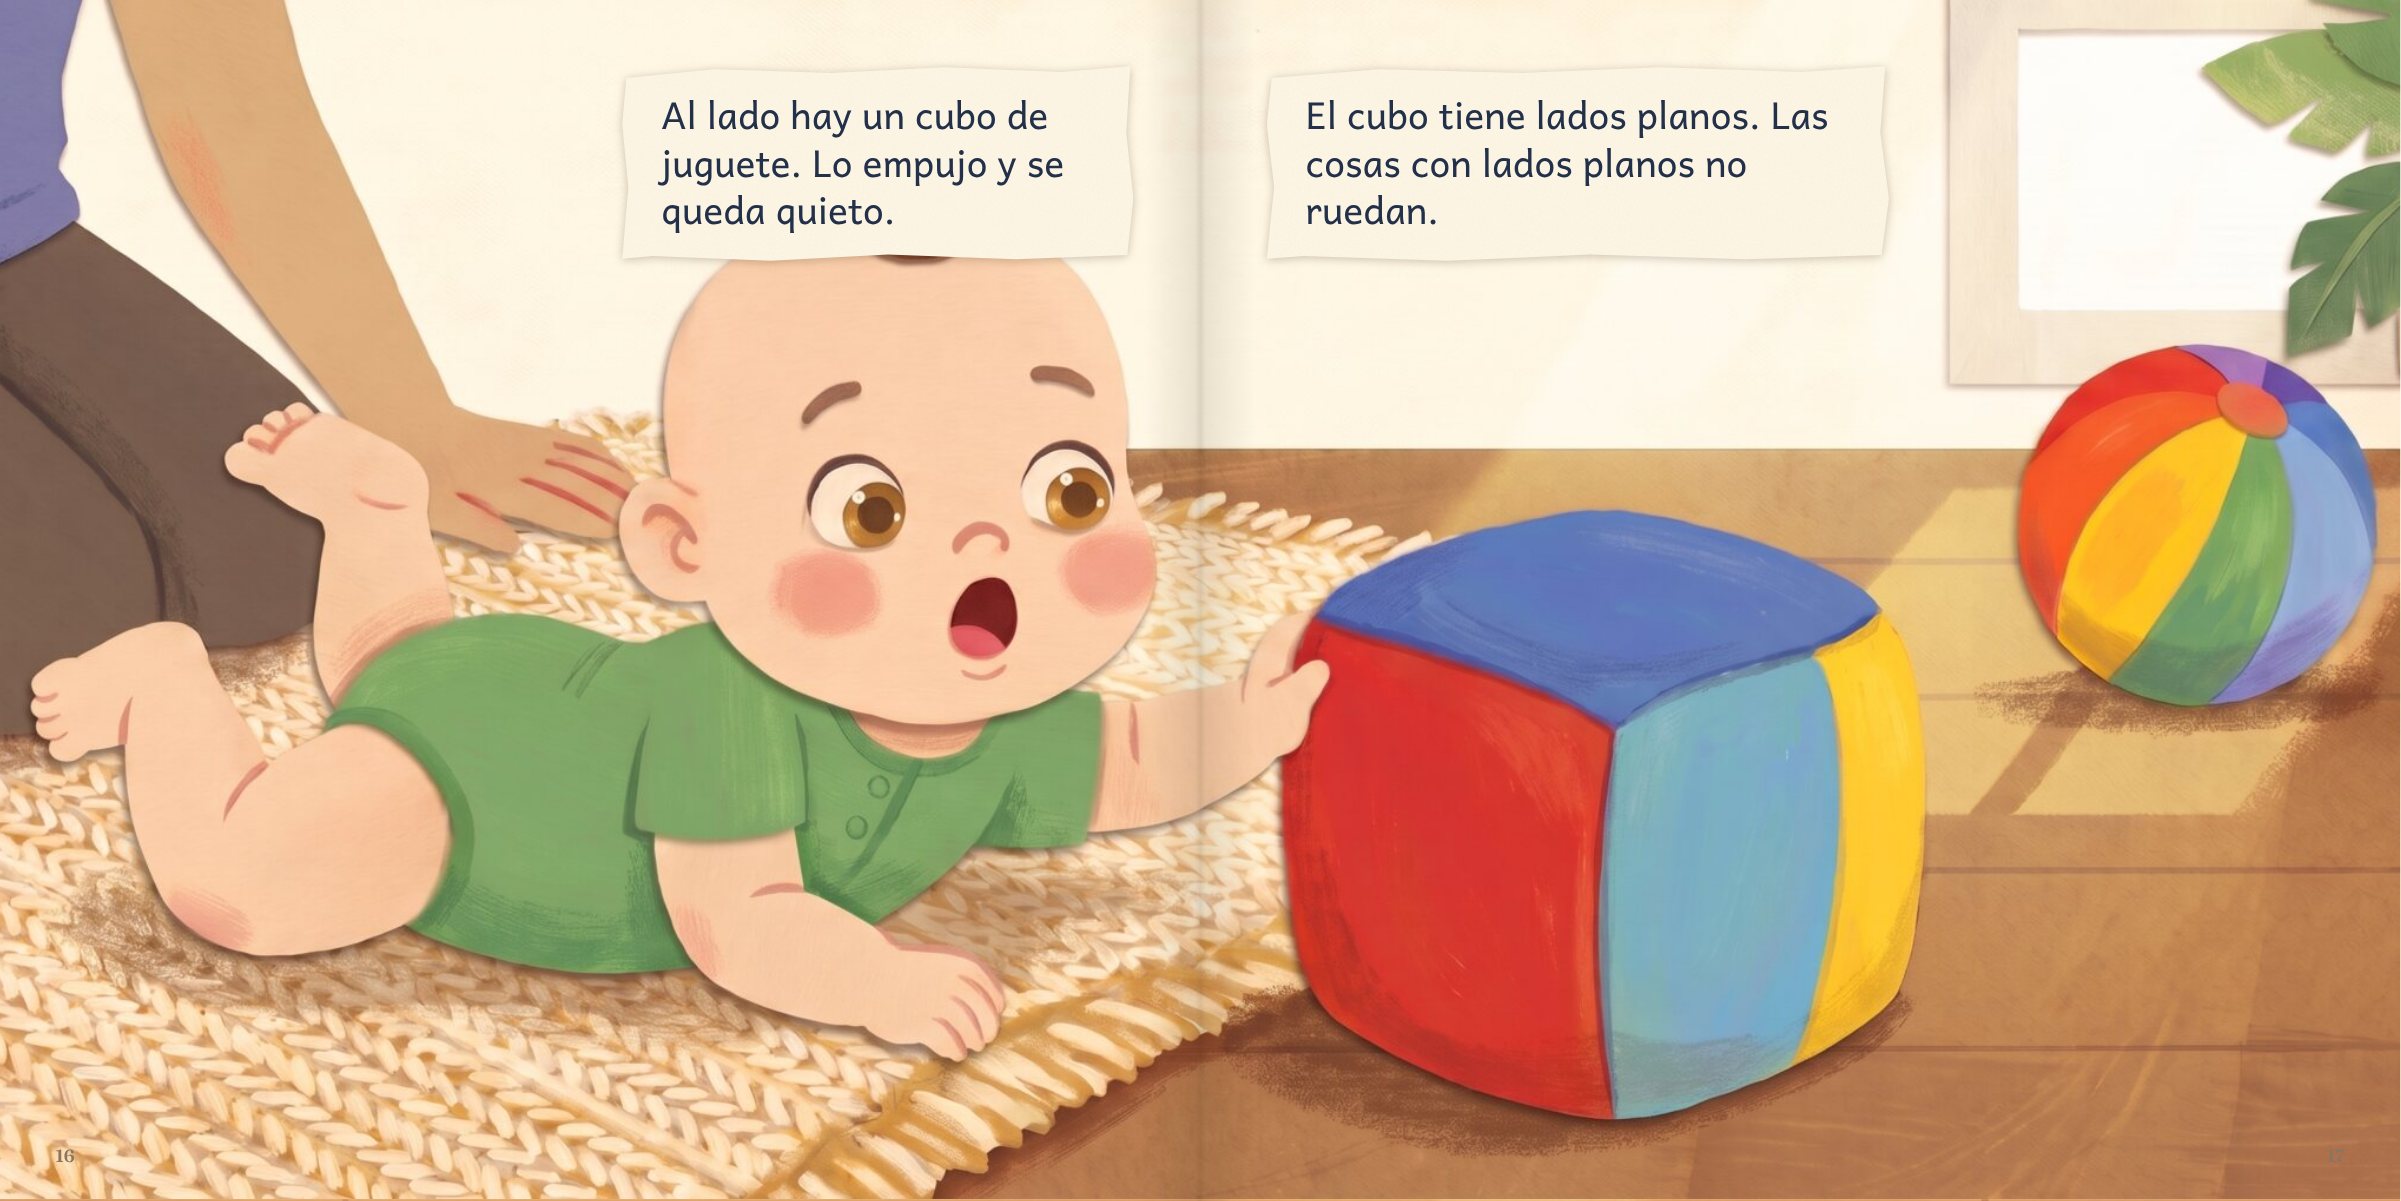 Al lado hay un cubo de
juguete. Lo empujo y se
queda quieto.
El cubo tiene lados planos. Las
cosas con lados planos no
ruedan.
16
17